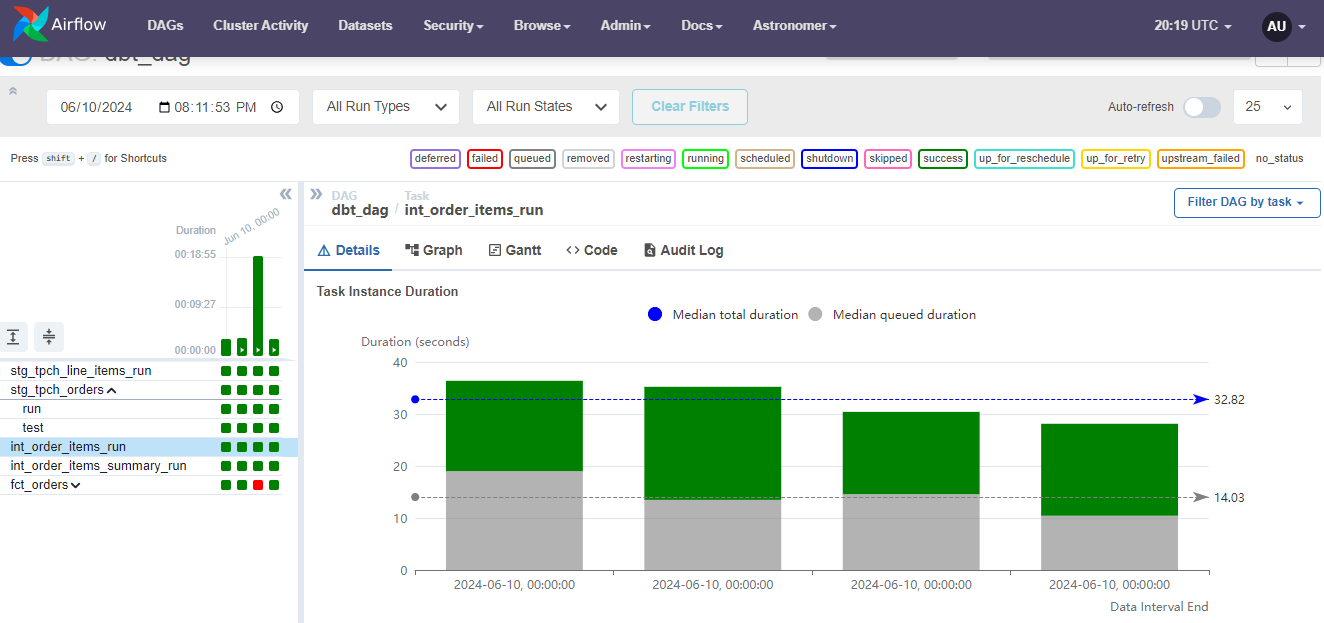 Airflow DAGs Cluster Activity Datasets Security Browse Admin Docs Astronomer 20:19 UTC AU
DAG: dbt_dag
06/10/2024 08:11:53 PM All Run Types All Run States Clear Filters Auto-refresh 25
Press shift + / for Shortcuts deferred failed queued removed restarting running scheduled shutdown skipped success up_for_reschedule up_for_retry upstream_failed no_status
DAG Task
dbt_dag / int_order_items_run Filter DAG by task
Duration Jun 10, 00:00
00:18:55
00:09:27
00:00:00
stg_tpch_line_items_run
stg_tpch_orders
run
test
int_order_items_run
int_order_items_summary_run
fct_orders
Details Graph Gantt <> Code Audit Log
Task Instance Duration
Median total duration Median queued duration
Duration (seconds)
40
30
20
10
0
32.82
14.03
2024-06-10, 00:00:00 2024-06-10, 00:00:00 2024-06-10, 00:00:00 2024-06-10, 00:00:00
Data Interval End